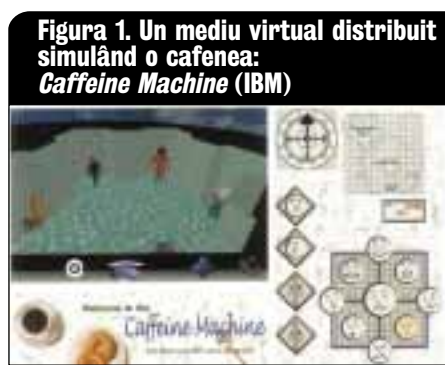 Figura 1. Un mediu virtual distribuit
simulând o cafenea:
Caffeine Machine (IBM)
Caffeine Machine